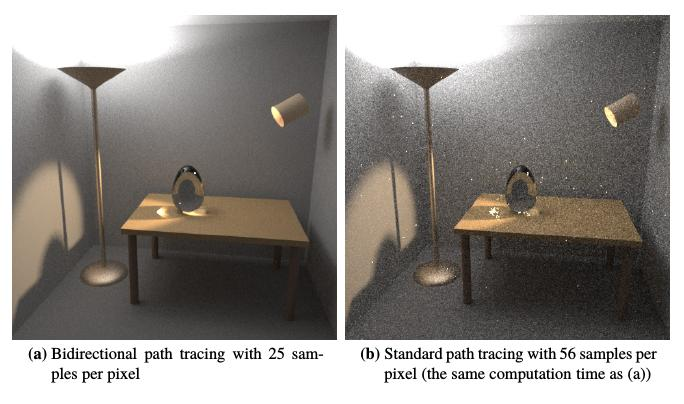 (a) Bidirectional path tracing with 25 sam-
ples per pixel
(b) Standard path tracing with 56 samples per
pixel (the same computation time as (a))